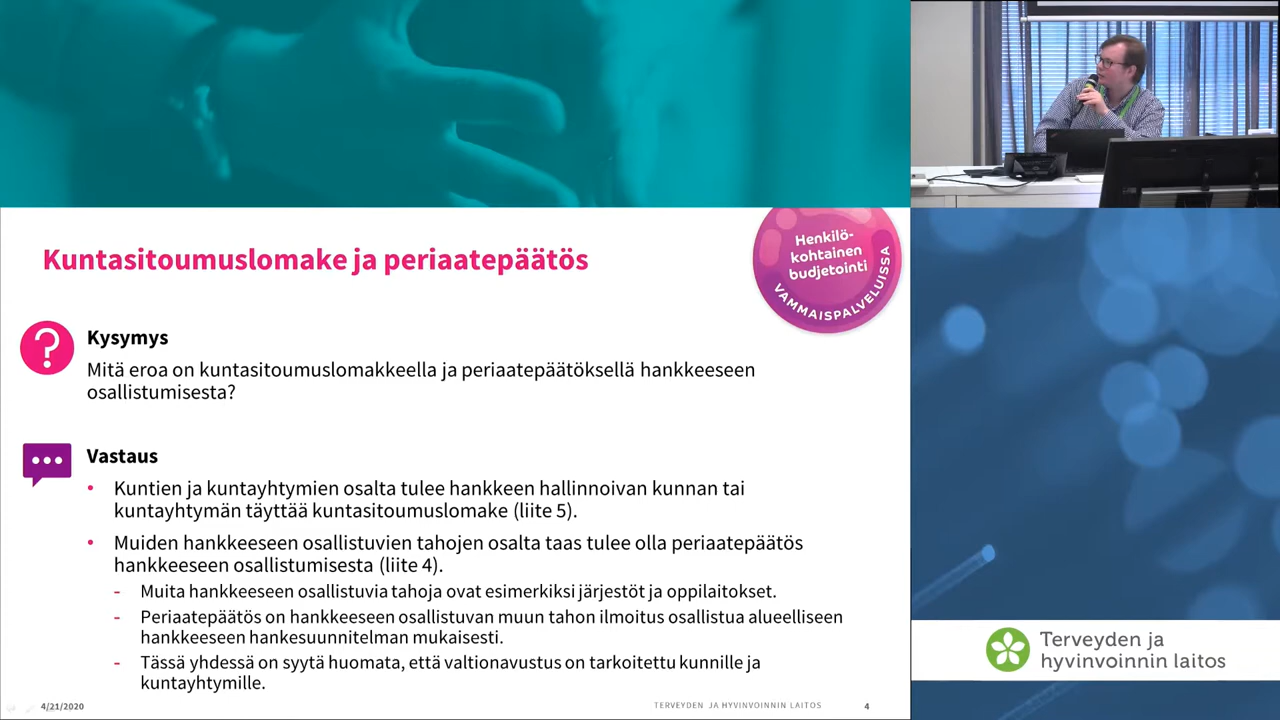 Kuntasitoumuslomake ja periaatepäätös
Henkilö-
kohtainen
budjetointi
VAMMAISPALVELUISSA
Kysymys
Mitä eroa on kuntasitoumuslomakkeella ja periaatepäätöksellä hankkeeseen
osallistumisesta?
Vastaus
• Kuntien ja kuntayhtymien osalta tulee hankkeen hallinnoivan kunnan tai
kuntayhtymän täyttää kuntasitoumuslomake (liite 5).
• Muiden hankkeeseen osallistuvien tahojen osalta taas tulee olla periaatepäätös
hankkeeseen osallistumisesta (liite 4).
- Muita hankkeeseen osallistuvia tahoja ovat esimerkiksi järjestöt ja oppilaitokset.
- Periaatepäätös on hankkeeseen osallistuvan muun tahon ilmoitus osallistua alueelliseen
hankkeeseen hankesuunnitelman mukaisesti.
- Tässä yhdessä on syytä huomata, että valtionavustus on tarkoitettu kunnille ja
kuntayhtymille.
4/21/2020
TERVEYDEN JA HYVINVOINNIN LAITOS
4
Terveyden ja
hyvinvoinnin laitos